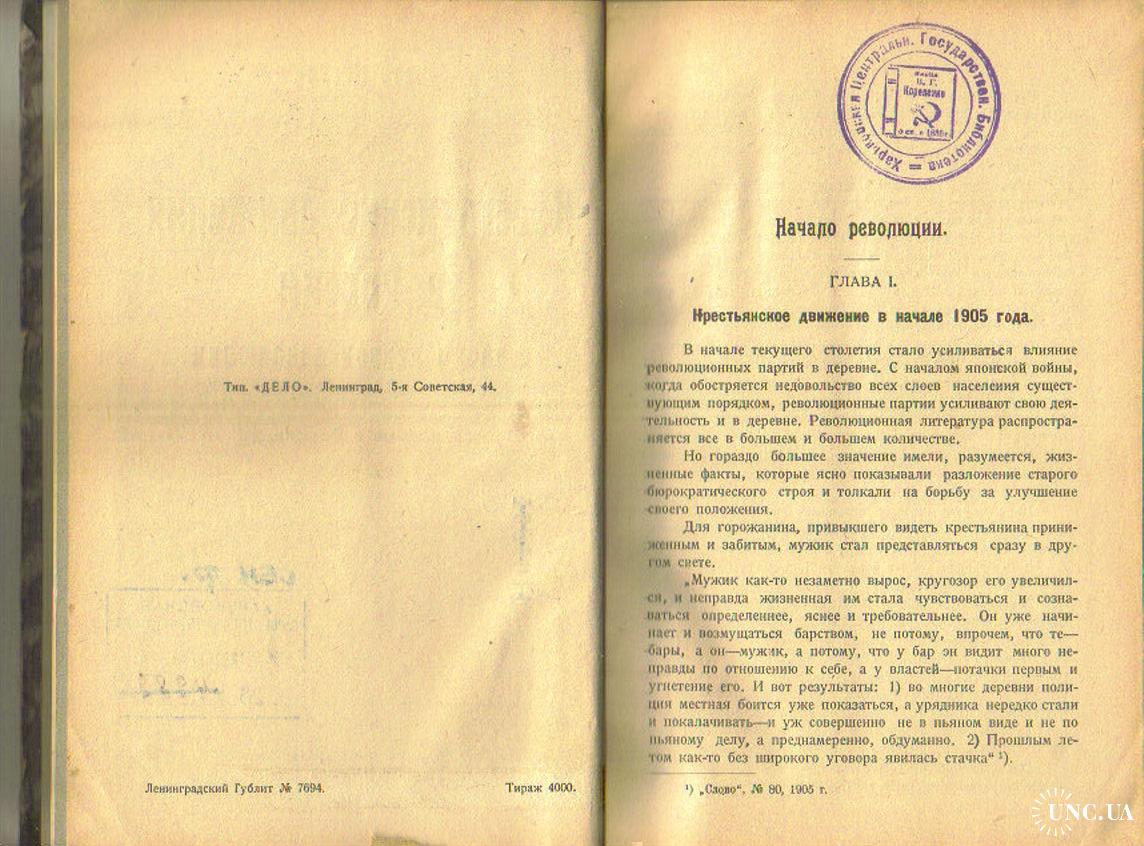 Тип. «ДЕЛО». Ленинград, 5-я Советская, 44.
Ленинградский Гублит № 7694.
Тираж 4000.
Харьковская Центральн. Государствен. Библиотека
В. Г.
Короленко
Начало революции.
ГЛАВА I.
Крестьянское движение в начале 1905 года.
В начале текущего столетия стало усиливаться влияние
революционных партий в деревне. С началом японской войны,
когда обостряется недовольство всех слоев населения сущест-
вующим порядком, революционные партии усиливают свою дея-
тельность и в деревне. Революционная литература распростра-
няется все в большем и большем количестве.
Но гораздо большее значение имели, разумеется, жиз-
ненные факты, которые ясно показывали разложение старого
бюрократического строя и толкали на борьбу за улучшение
своего положения.
Для горожанина, привыкшего видеть крестьянина прини-
женным и забитым, мужик стал представляться сразу в дру-
гом свете.
„Мужик как-то незаметно вырос, кругозор его увеличил-
ся, и неправда жизненная им стала чувствоваться и созна-
ваться определеннее, яснее и требовательнее. Он уже начи-
нает и возмущаться барством, не потому, впрочем, что те—
бары, а он—мужик, а потому, что у бар эн видит много не-
правды по отношению к себе, а у властей—потачки первым и
угнетение его. И вот результаты: 1) во многие деревни поли-
ция местная боится уже показаться, а урядника нередко стали
и поколачивать—и уж совершенно не в пьяном виде и не по
пьяному делу, а преднамеренно, обдуманно. 2) Прошлым ле-
том как-то без широкого уговора явилась стачка“ ¹).
¹) „Слово“, № 80, 1905 г.
UNC.UA